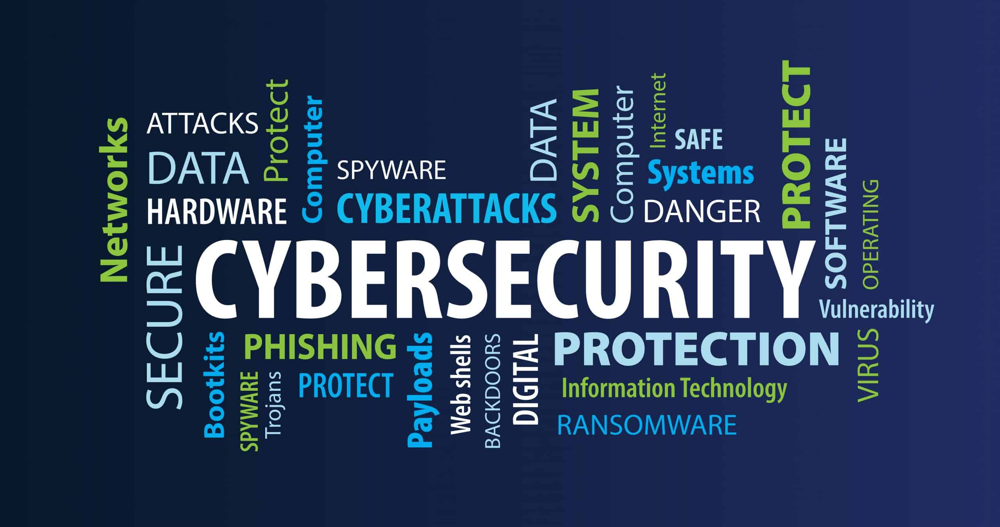 Networks
ATTACKS
DATA
HARDWARE
Protect
Computer
SPYWARE
CYBERATTACKS
DATA
SYSTEM
Computer
Internet
SAFE
Systems
DANGER
PROTECT
SOFTWARE
OPERATING
SECURE
CYBERSECURITY
Vulnerability
Bootkits
PHISHING
SPYWARE
Trojans
PROTECT
Payloads
Web shells
BACKDOORS
DIGITAL
PROTECTION
Information Technology
RANSOMWARE
VIRUS